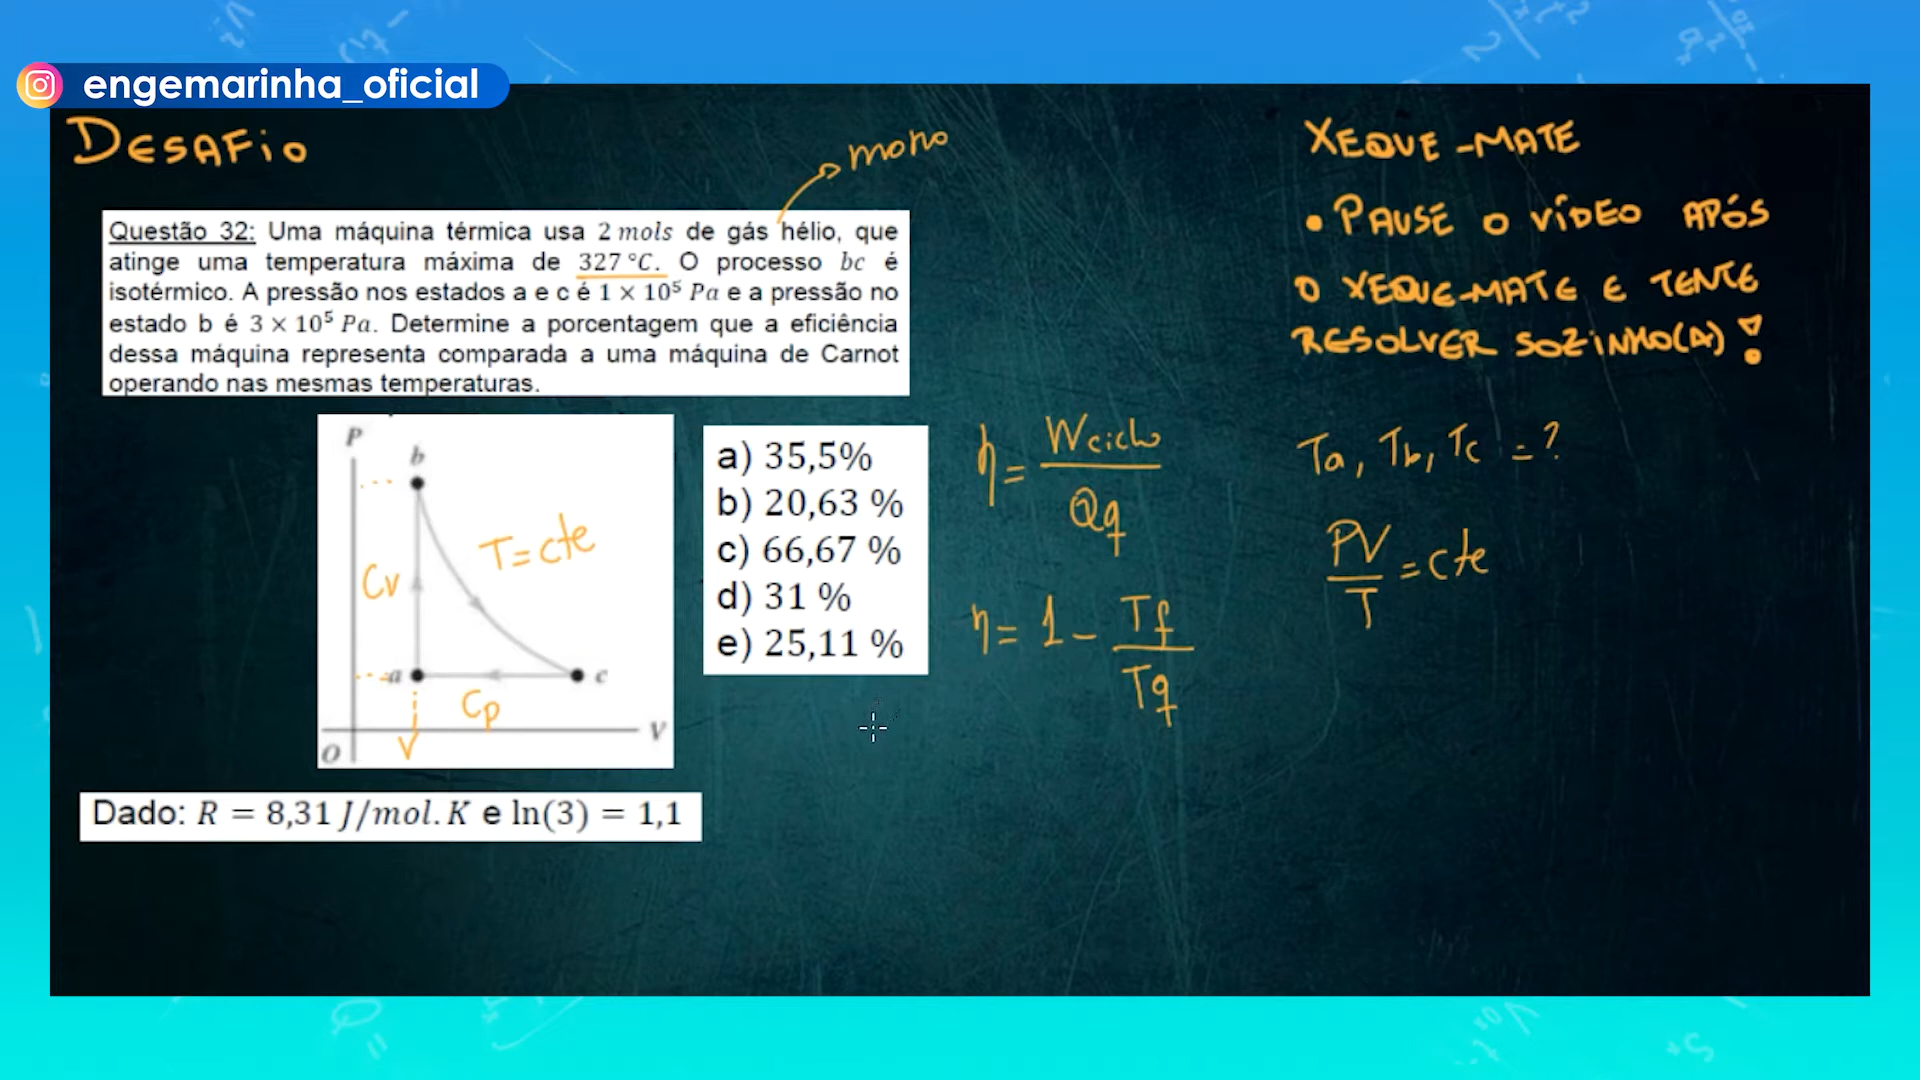 engemarinha_oficial
DESAFiO
mono
Questão 32: Uma máquina térmica usa 2 mols de gás hélio, que
atinge uma temperatura máxima de 327 °C. O processo bc é
isotérmico. A pressão nos estados a e c é 1 × 10⁵ Pa e a pressão no
estado b é 3 × 10⁵ Pa. Determine a porcentagem que a eficiência
dessa máquina representa comparada a uma máquina de Carnot
operando nas mesmas temperaturas.
XEQUE-MATE
• PAUSE O VÍDEO APÓS
O XEQUE-MATE E TENTE
RESOLVER SOZiNHO(A)!
P
b
T=cte
Cv
a
c
Cp
V
O
V
a) 35,5%
b) 20,63 %
c) 66,67 %
d) 31 %
e) 25,11 %
η = Wciclo / Qq
η = 1 - Tf / Tq
Ta, Tb, Tc = ?
PV / T = cte
Dado: R = 8,31 J/mol.K e ln(3) = 1,1